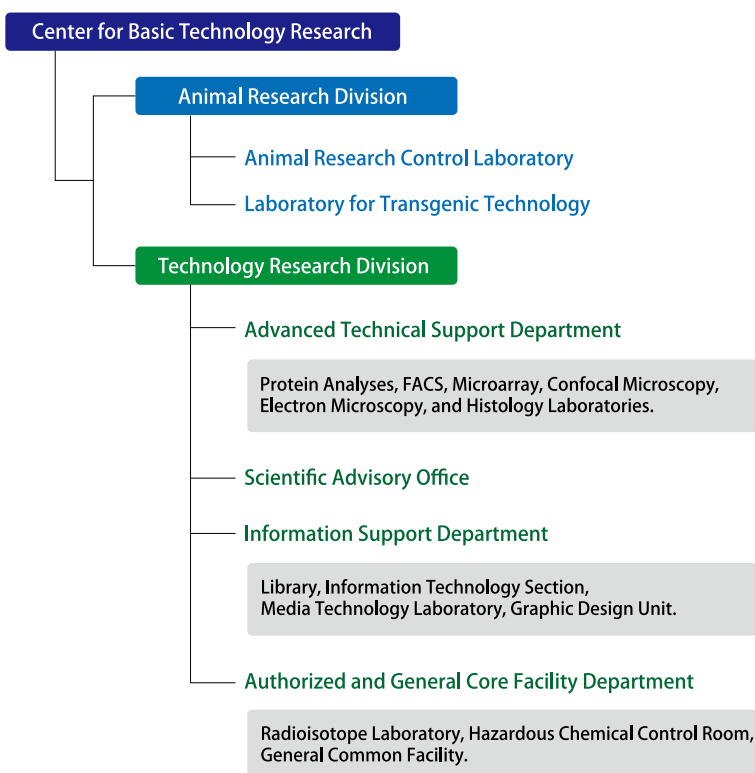 Center for Basic Technology Research
Animal Research Division
Animal Research Control Laboratory
Laboratory for Transgenic Technology
Technology Research Division
Advanced Technical Support Department
Protein Analyses, FACS, Microarray, Confocal Microscopy,
Electron Microscopy, and Histology Laboratories.
Scientific Advisory Office
Information Support Department
Library, Information Technology Section,
Media Technology Laboratory, Graphic Design Unit.
Authorized and General Core Facility Department
Radioisotope Laboratory, Hazardous Chemical Control Room,
General Common Facility.